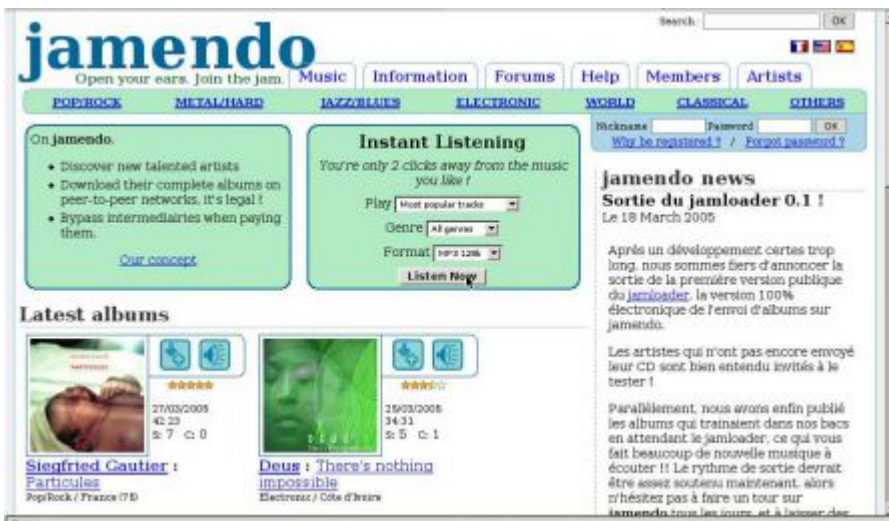 Search:
OK
jamendo
Open your ears. Join the jam.
Music Information Forums Help Members Artists
POP/ROCK METAL/HARD JAZZ/BLUES ELECTRONIC WORLD CLASSICAL OTHERS
Nickname Password OK
Why be registered ? / Forgot password ?
On jamendo,
• Discover new talented artists
• Download their complete albums on
peer-to-peer networks, it's legal !
• Bypass intermediairies when paying
them.
Our concept
Instant Listening
You're only 2 clicks away from the music
you like !
Play Most popular tracks
Genre All genres
Format MP3 128k
Listen Now
jamendo news
Sortie du jamloader 0.1 !
Le 18 March 2005
Après un développement certes trop
long, nous sommes fiers d'annoncer la
sortie de la première version publique
du jamloader, la version 100%
électronique de l'envoi d'albums sur
jamendo.
Les artistes qui n'ont pas encore envoyé
leur CD sont bien entendu invités à le
tester !
Parallèlement, nous avons enfin publié
les albums qui trainaient dans nos bacs
en attendant le jamloader, ce qui vous
fait beaucoup de nouvelle musique à
écouter !! Le rythme de sortie devrait
être assez soutenu maintenant, alors
n'hésitez pas à faire un tour sur
jamendo tous les jours, et à laisser des
Latest albums
PARTICULES
27/03/2005
42:23
s: 7 c: 0
Siegfried Gautier :
Particules
Pop/Rock / France (75)
DEUS
25/03/2005
34:31
s: 5 c: 1
Deus : There's nothing
impossible
Electronic / Côte d'Ivoire